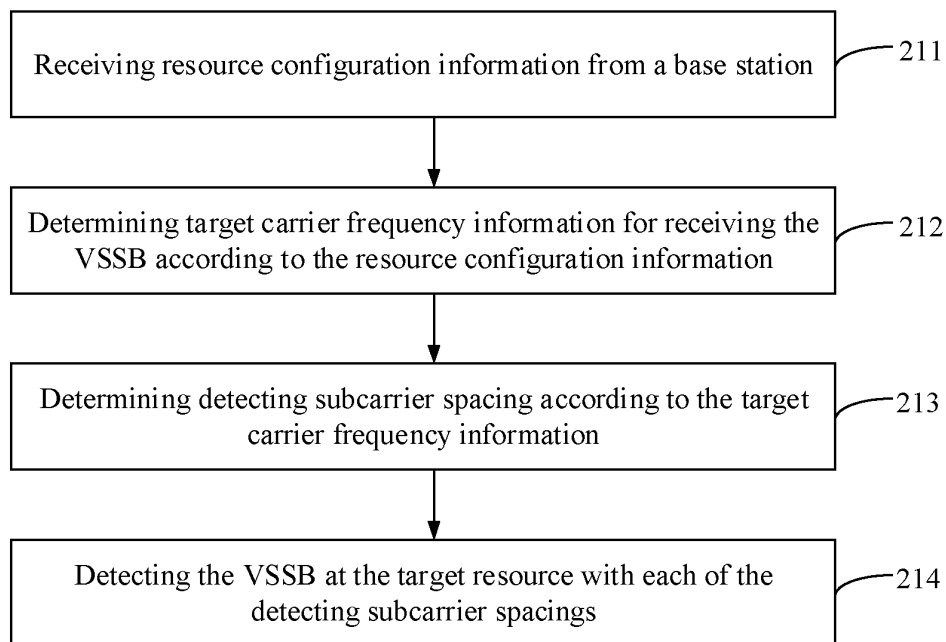 Receiving resource configuration information from a base station
211
Determining target carrier frequency information for receiving the
VSSB according to the resource configuration information
212
Determining detecting subcarrier spacing according to the target
carrier frequency information
213
Detecting the VSSB at the target resource with each of the
detecting subcarrier spacings
214